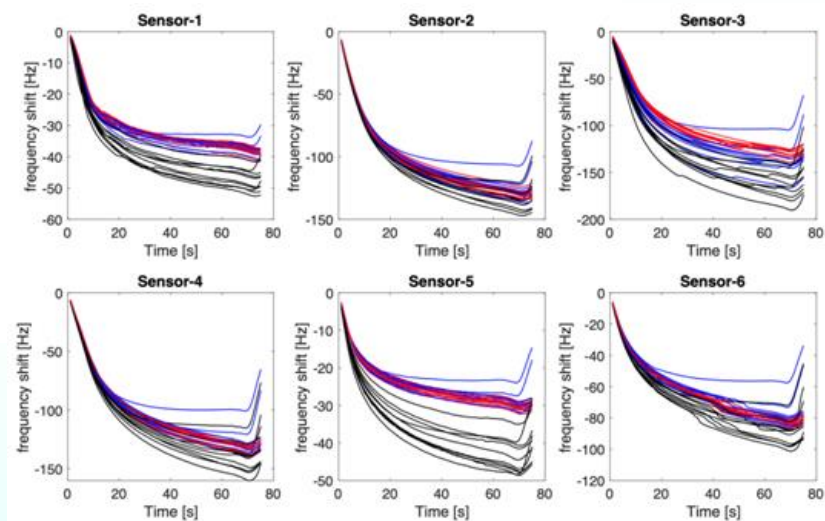 Sensor-1 Sensor-2 Sensor-3
0 0 0
-10
-20 -50 -50
-30 -100
-40 -100 -150
-50
-60 -150 -200
0 20 40 60 80 0 20 40 60 80 0 20 40 60 80
Time [s] Time [s] Time [s]
frequency shift [Hz] frequency shift [Hz] frequency shift [Hz]
Sensor-4 Sensor-5 Sensor-6
0 0 0
-10 -20
-50 -20 -40
-60
-100 -30 -80
-40 -100
-150 -50 -120
0 20 40 60 80 0 20 40 60 80 0 20 40 60 80
Time [s] Time [s] Time [s]
frequency shift [Hz] frequency shift [Hz] frequency shift [Hz]